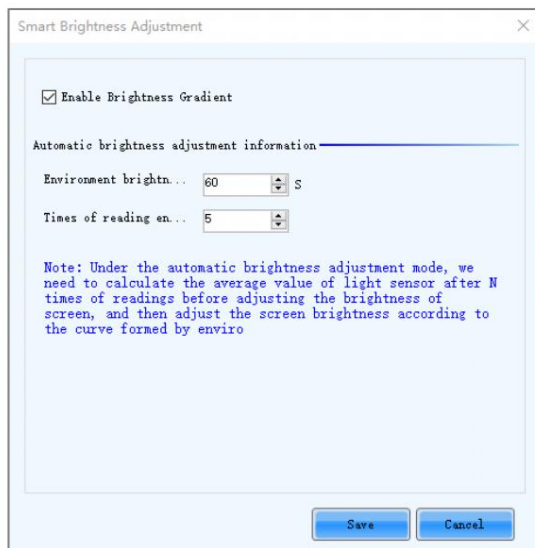 Smart Brightness Adjustment
Enable Brightness Gradient
Automatic brightness adjustment information
Environment brightn... 60 S
Times of reading en... 5
Note: Under the automatic brightness adjustment mode, we
need to calculate the average value of light sensor after N
times of readings before adjusting the brightness of
screen, and then adjust the screen brightness according to
the curve formed by enviro
Save Cancel